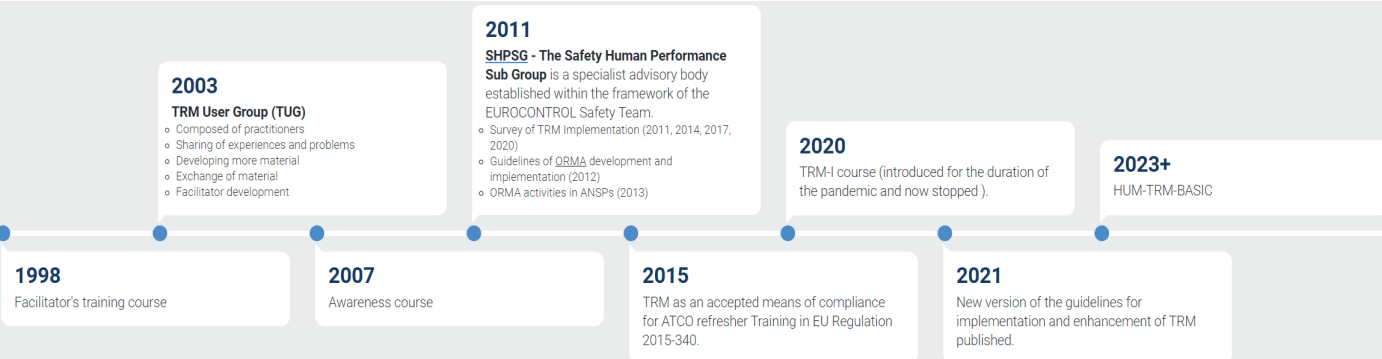 2011
SHPSG - The Safety Human Performance
Sub Group is a specialist advisory body
established within the framework of the
EUROCONTROL Safety Team.
Survey of TRM Implementation (2011, 2014, 2017,
2020)
Guidelines of ORMA development and
implementation (2012)
ORMA activities in ANSPs (2013)
2003
TRM User Group (TUG)
Composed of practitioners
Sharing of experiences and problems
Developing more material
Exchange of material
Facilitator development
2020
TRM-I course (introduced for the duration of
the pandemic and now stopped ).
2023+
HUM-TRM-BASIC
1998
Facilitator's training course
2007
Awareness course
2015
TRM as an accepted means of compliance
for ATCO refresher Training in EU Regulation
2015-340.
2021
New version of the guidelines for
implementation and enhancement of TRM
published.